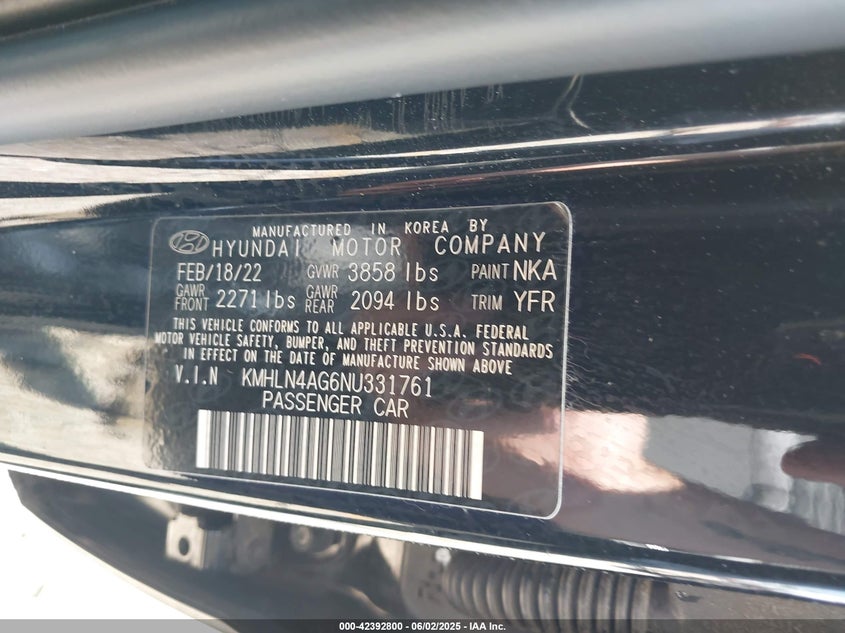 MANUFACTURED IN KOREA BY
HYUNDAI MOTOR COMPANY
FEB/18/22 GVWR 3858 lbs PAINT NKA
GAWR FRONT 2271 lbs GAWR REAR 2094 lbs TRIM YFR
THIS VEHICLE CONFORMS TO ALL APPLICABLE U.S.A. FEDERAL
MOTOR VEHICLE SAFETY, BUMPER, AND THEFT PREVENTION STANDARDS
IN EFFECT ON THE DATE OF MANUFACTURE SHOWN ABOVE
V.I.N KMHLN4AG6NU331761
PASSENGER CAR
000-42392800 - 06/02/2025 - IAA Inc.